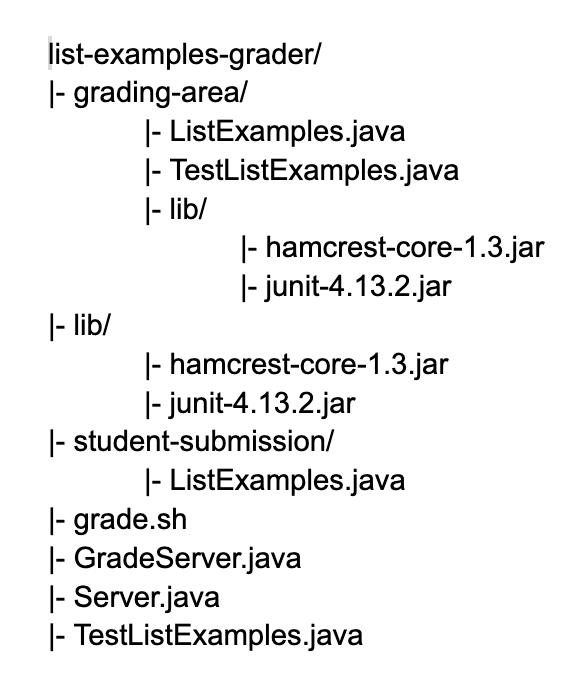 list-examples-grader/
|- grading-area/
|- ListExamples.java
|- TestListExamples.java
|- lib/
|- hamcrest-core-1.3.jar
|- junit-4.13.2.jar
|- lib/
|- hamcrest-core-1.3.jar
|- junit-4.13.2.jar
|- student-submission/
|- ListExamples.java
|- grade.sh
|- GradeServer.java
|- Server.java
|- TestListExamples.java